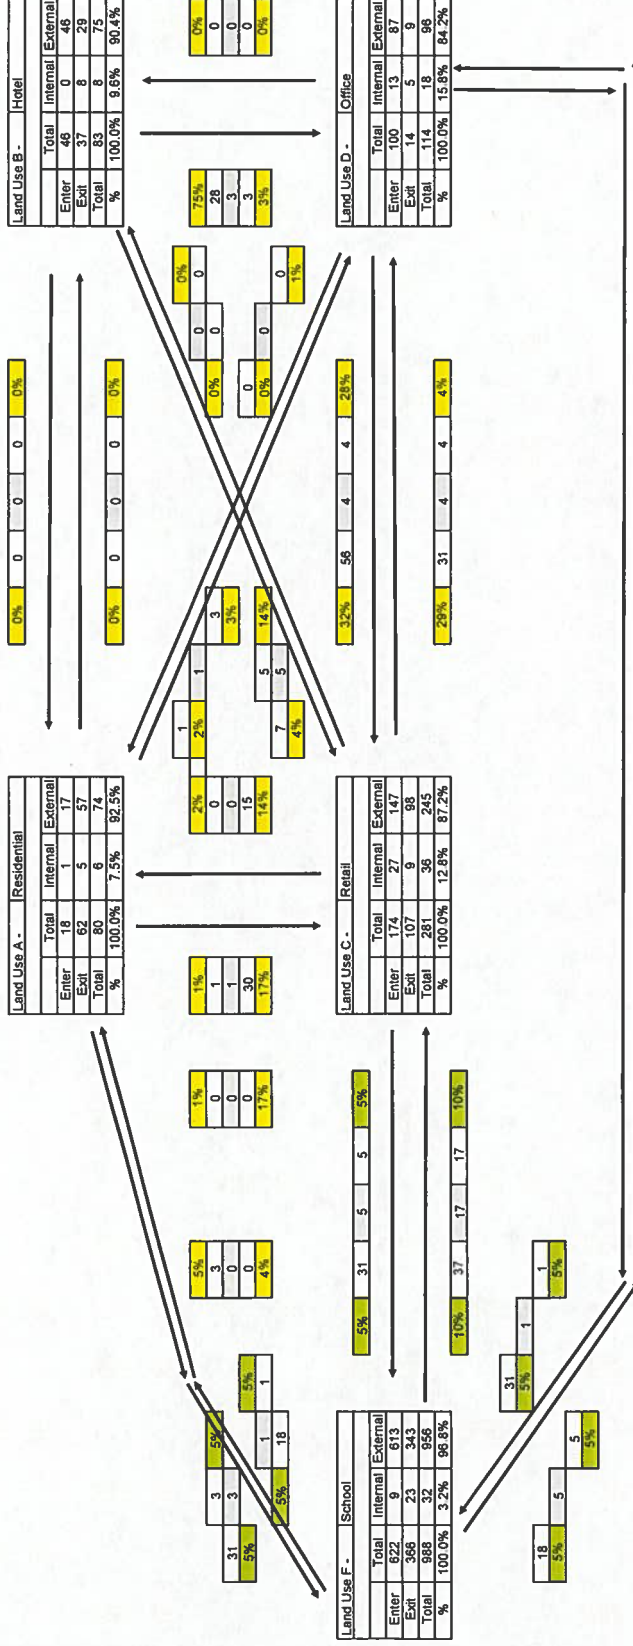 Land Use A - Residential
Total Internal External
Enter 18 1 17
Exit 62 5 57
Total 80 6 74
% 100.0% 7.5% 92.5%
0% 0 0 0 0%
0% 0 0 0 0%
Land Use B - Hotel
Total Internal External
Enter 46 0 46
Exit 37 8 29
Total 83 8 75
% 100.0% 9.6% 90.4%
5%
3 3
31
5%
5%
1 1
18
5%
5%
3
0
0
4%
1%
0
0
0
17%
1%
1
1
30
17%
2%
0
0
15
14%
1
2%
1
3
3%
14%
5
5
7
4%
0%
0
0
0
0%
0
0%
0
0
1%
75%
28
3
3
3%
0%
0
0
0
0%
Land Use F - School
Total Internal External
Enter 622 9 613
Exit 366 23 343
Total 988 32 956
% 100.0% 3.2% 96.8%
5% 31 5 5 5%
10% 37 17 17 10%
Land Use C - Retail
Total Internal External
Enter 174 27 147
Exit 107 9 98
Total 281 36 245
% 100.0% 12.8% 87.2%
32% 56 4 4 28%
29% 31 4 4 4%
Land Use D - Office
Total Internal External
Enter 100 13 87
Exit 14 5 9
Total 114 18 96
% 100.0% 15.8% 84.2%
31
5%
1
1
5%
18
5%
5
5
5%